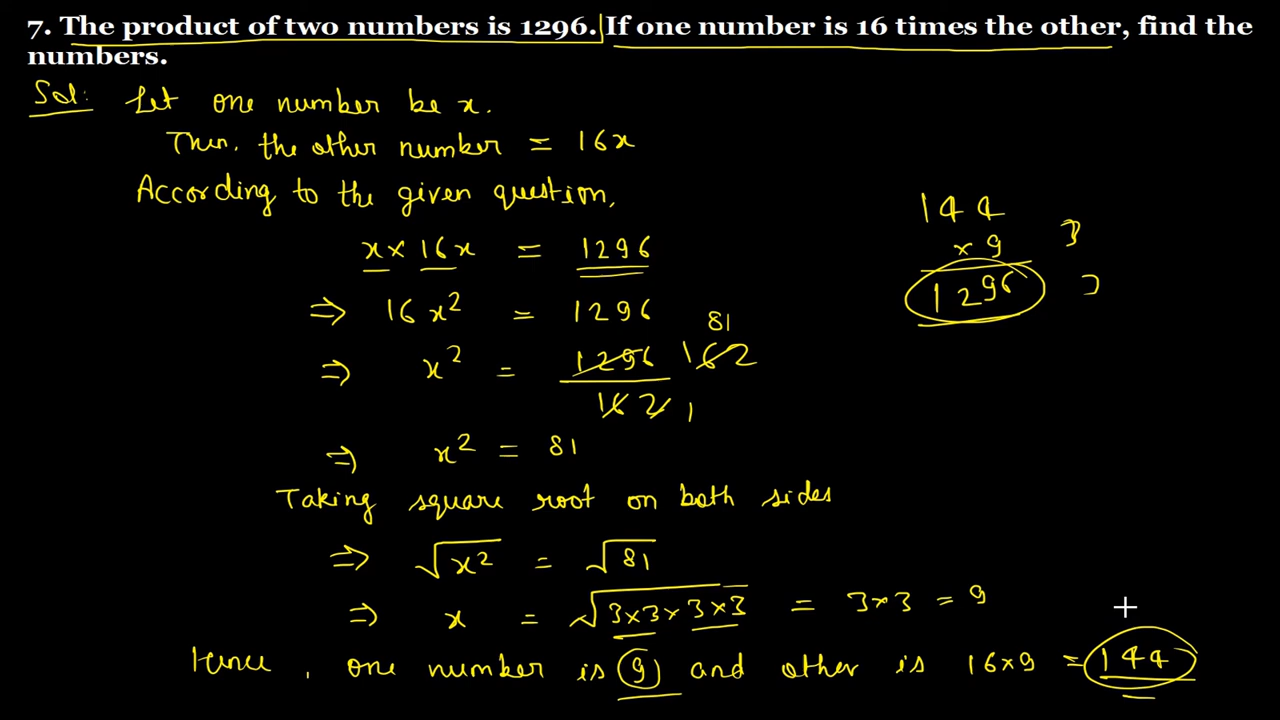 7. The product of two numbers is 1296. If one number is 16 times the other, find the
numbers.
Sol: Let one number be x.
Then, the other number = 16x
According to the given question,
x × 16x = 1296
⇒ 16x² = 1296
⇒ x² = 1296/162 162 81 1
⇒ x² = 81
Taking square root on both sides
⇒ √x² = √81
⇒ x = √3×3×3×3 = 3×3 = 9
Hence, one number is 9 and other is 16×9 = 144
144
×9
1296